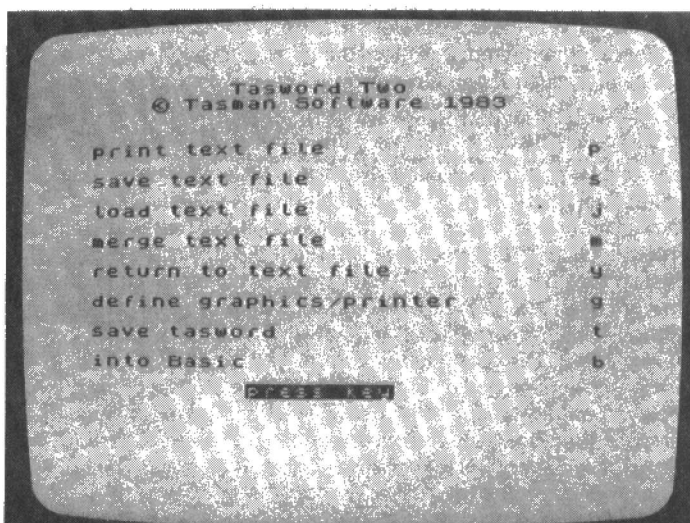 Tasword Two
© Tasman Software 1983
print text file p
save text file s
load text file j
merge text file m
return to text file y
define graphics/printer g
save tasword t
into Basic b
press key